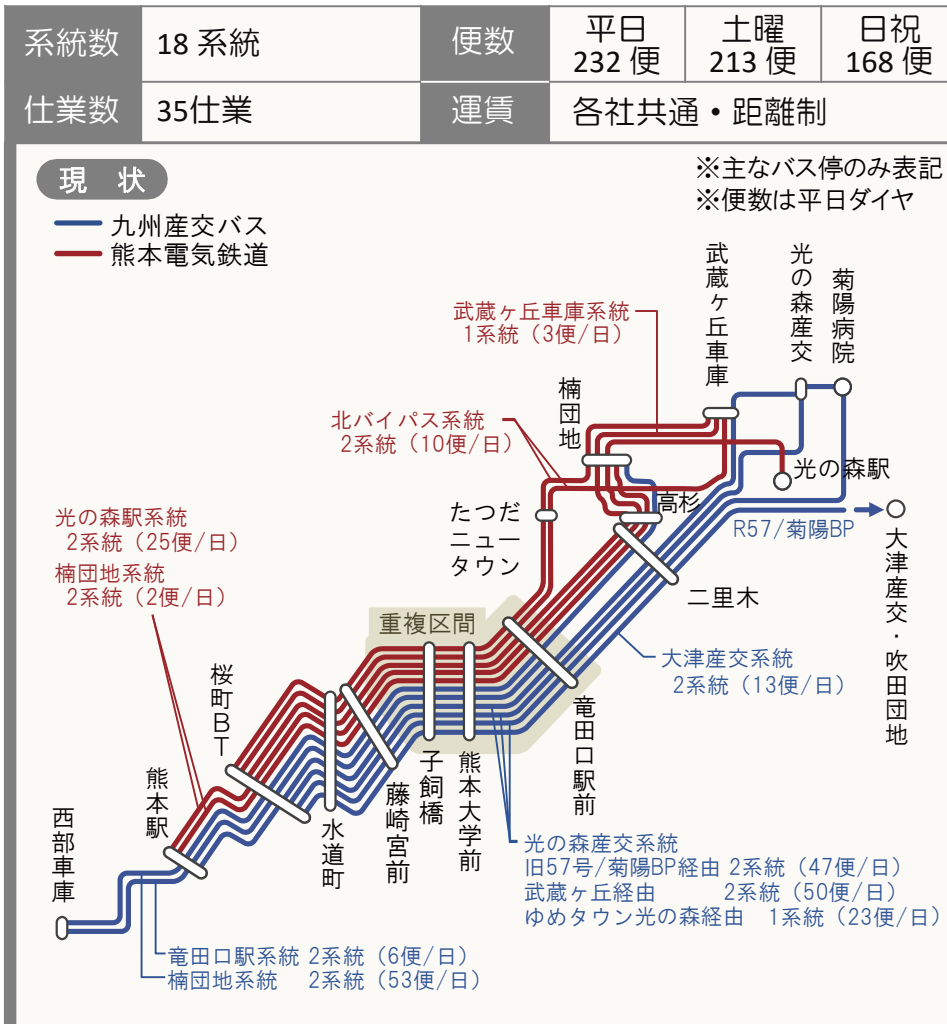 系統数 18 系統 便数 平日 土曜 日祝
232 便 213 便 168 便
仕業数 35仕業 運賃 各社共通・距離制
現 状
※主なバス停のみ表記
※便数は平日ダイヤ
九州産交バス
熊本電気鉄道
武蔵ヶ丘車庫
光の森産交
菊陽病院
武蔵ヶ丘車庫系統
1系統（3便/日）
楠団地
北バイパス系統
2系統（10便/日）
光の森駅
高杉
たつだ
ニュー
タウン
R57/菊陽BP
大津産交・吹田団地
光の森駅系統
2系統（25便/日）
楠団地系統
2系統（2便/日）
二里木
重複区間
大津産交系統
2系統（13便/日）
桜町BT
竜田口駅前
子飼橋
熊本大学前
藤崎宮前
水道町
熊本駅
西部車庫
光の森産交系統
旧57号/菊陽BP経由 2系統（47便/日）
武蔵ヶ丘経由 2系統（50便/日）
ゆめタウン光の森経由 1系統（23便/日）
竜田口駅系統 2系統（6便/日）
楠団地系統 2系統（53便/日）